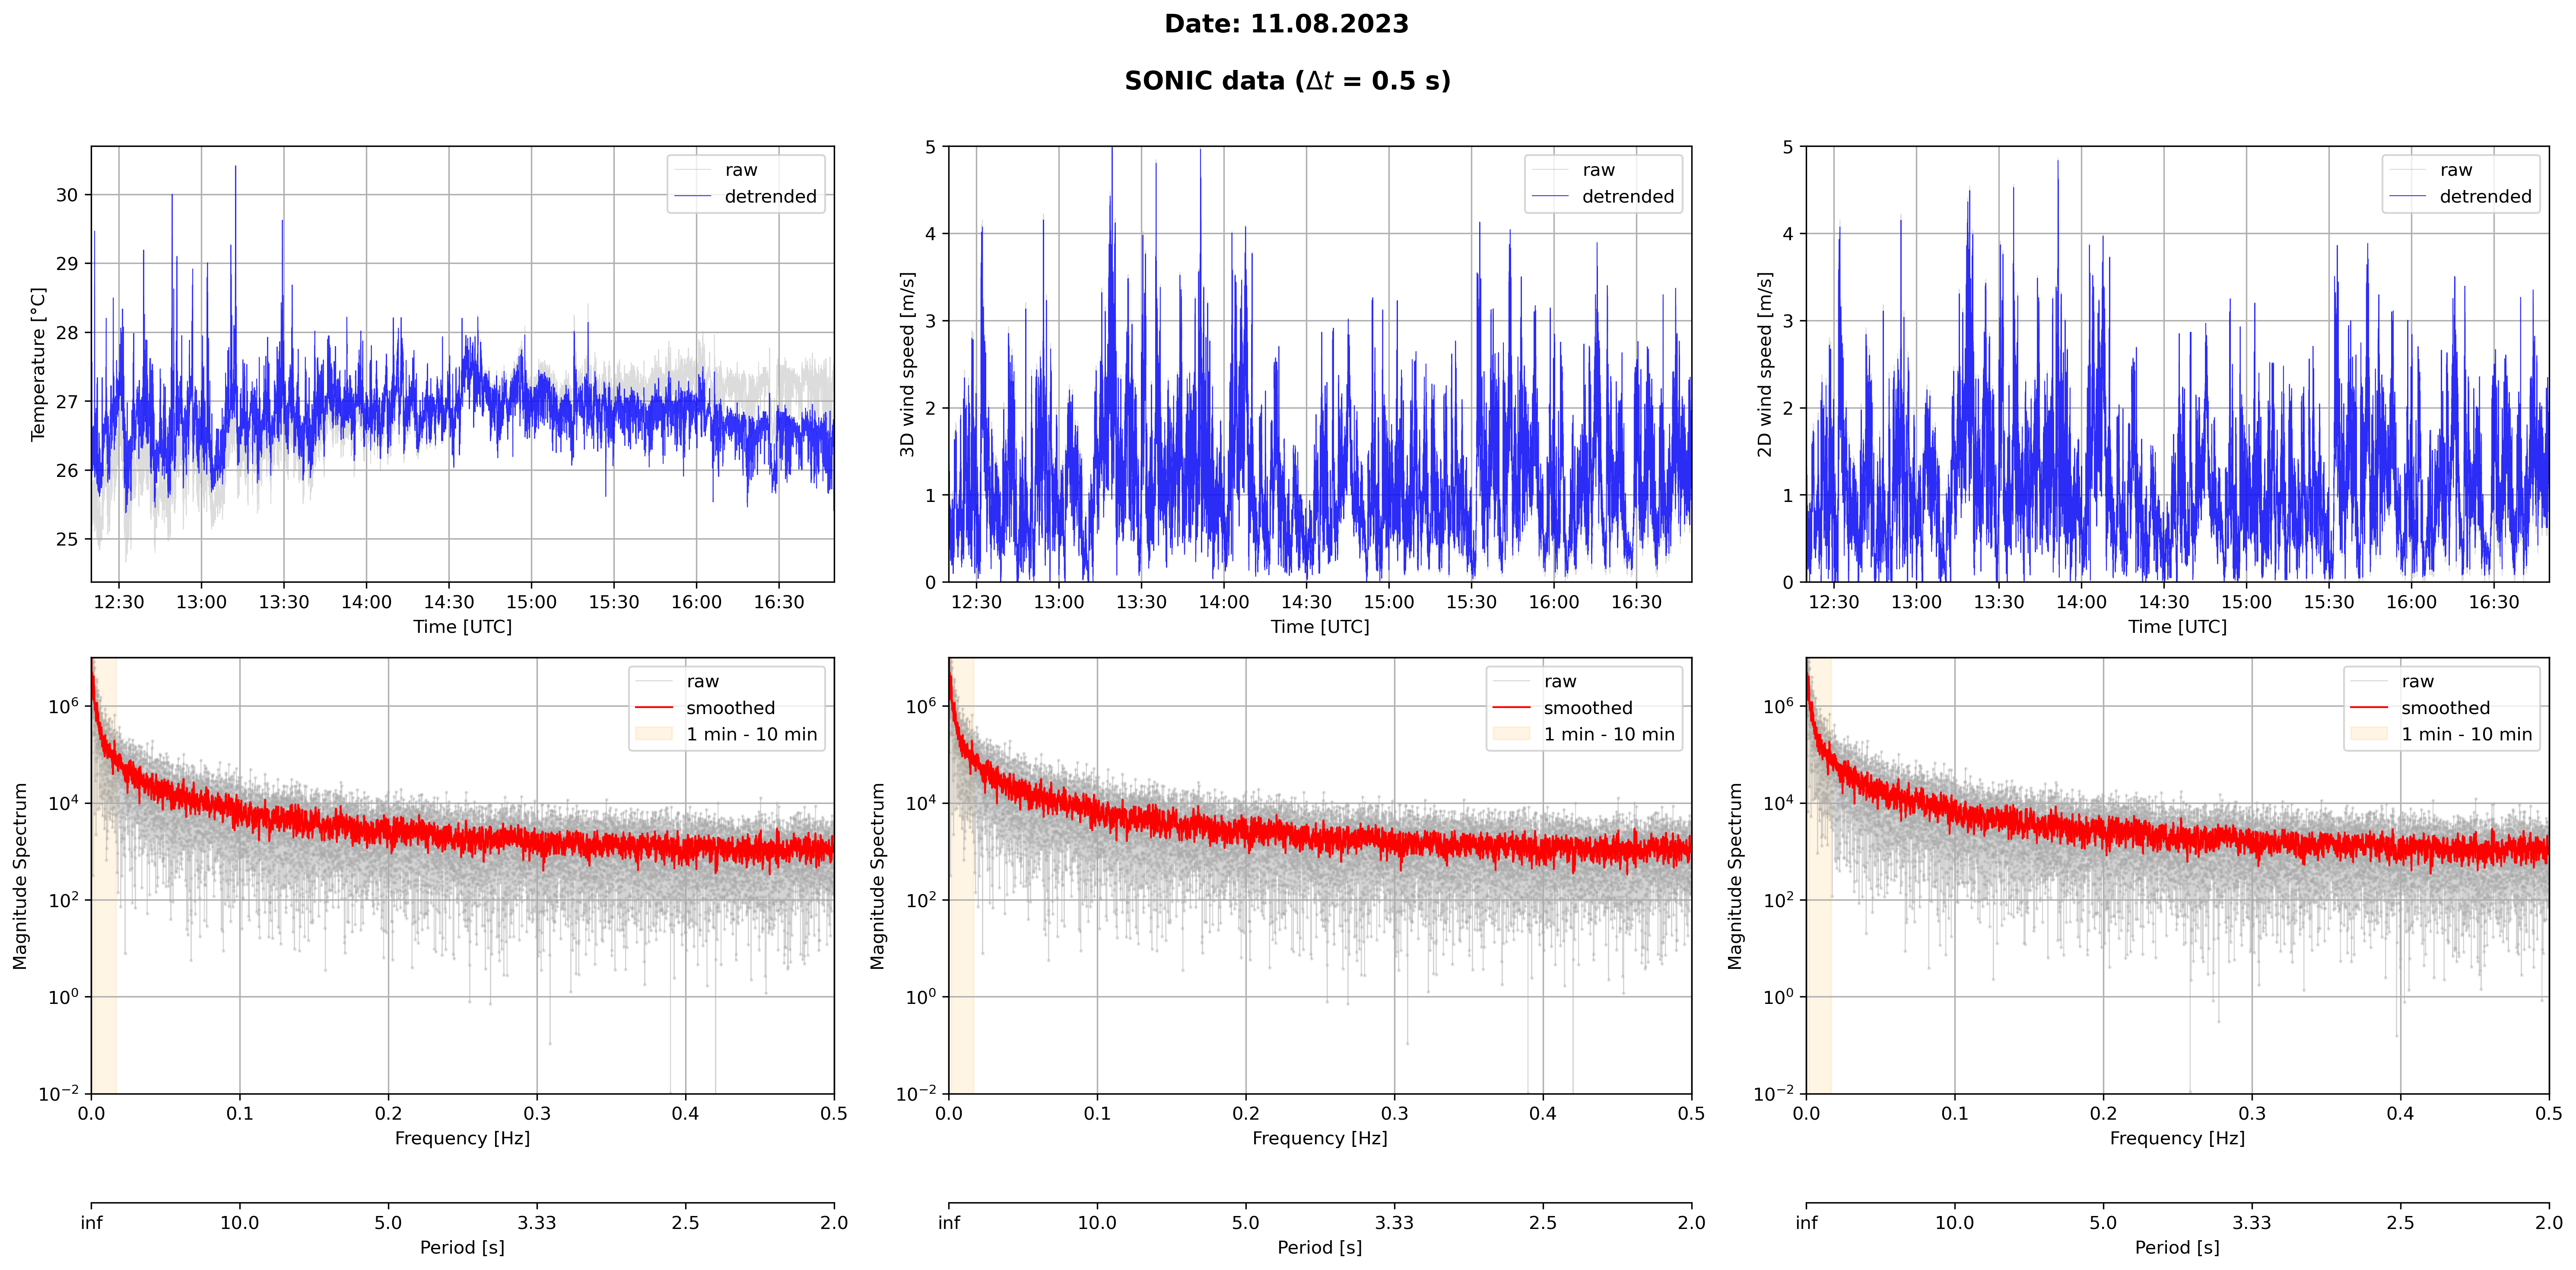 Date: 11.08.2023
SONIC data (Δt = 0.5 s)
Temperature [°C]
30
29
28
27
26
25
raw
detrended
12:30 13:00 13:30 14:00 14:30 15:00 15:30 16:00 16:30
Time [UTC]
3D wind speed [m/s]
5
4
3
2
1
0
raw
detrended
12:30 13:00 13:30 14:00 14:30 15:00 15:30 16:00 16:30
Time [UTC]
2D wind speed [m/s]
5
4
3
2
1
0
raw
detrended
12:30 13:00 13:30 14:00 14:30 15:00 15:30 16:00 16:30
Time [UTC]
Magnitude Spectrum
10⁶
10⁴
10²
10⁰
10⁻²
raw
smoothed
1 min - 10 min
0.0 0.1 0.2 0.3 0.4 0.5
Frequency [Hz]
inf 10.0 5.0 3.33 2.5 2.0
Period [s]
Magnitude Spectrum
10⁶
10⁴
10²
10⁰
10⁻²
raw
smoothed
1 min - 10 min
0.0 0.1 0.2 0.3 0.4 0.5
Frequency [Hz]
inf 10.0 5.0 3.33 2.5 2.0
Period [s]
Magnitude Spectrum
10⁶
10⁴
10²
10⁰
10⁻²
raw
smoothed
1 min - 10 min
0.0 0.1 0.2 0.3 0.4 0.5
Frequency [Hz]
inf 10.0 5.0 3.33 2.5 2.0
Period [s]